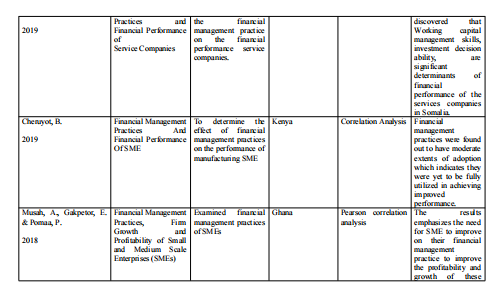 2019
Practices and
Financial Performance
of
Service Companies
the financial
management practice
on the financial
performance service
companies.
discovered that
Working capital
management skills,
investment decision
ability, are
significant
determinants of
financial
performance of the
services companies
in Somalia.
Cheruyot, B.
2019
Financial Management
Practices And
Financial Performance
Of SME
To determine the
effect of financial
management practices
on the performance of
manufacturing SME
Kenya
Correlation Analysis
Financial
management
practices were found
out to have moderate
extents of adoption
which indicates they
were yet to be fully
utilized in achieving
improved
performance.
Musah, A., Gakpetor, E.
& Pomaa, P.
2018
Financial Management
Practices, Firm
Growth and
Profitability of Small
and Medium Scale
Enterprises (SMEs)
Examined financial
management practices
of SMEs
Ghana
Pearson correlation
analysis
The results
emphasizes the need
for SME to improve
on their financial
management
practice to improve
the profitability and
growth of these